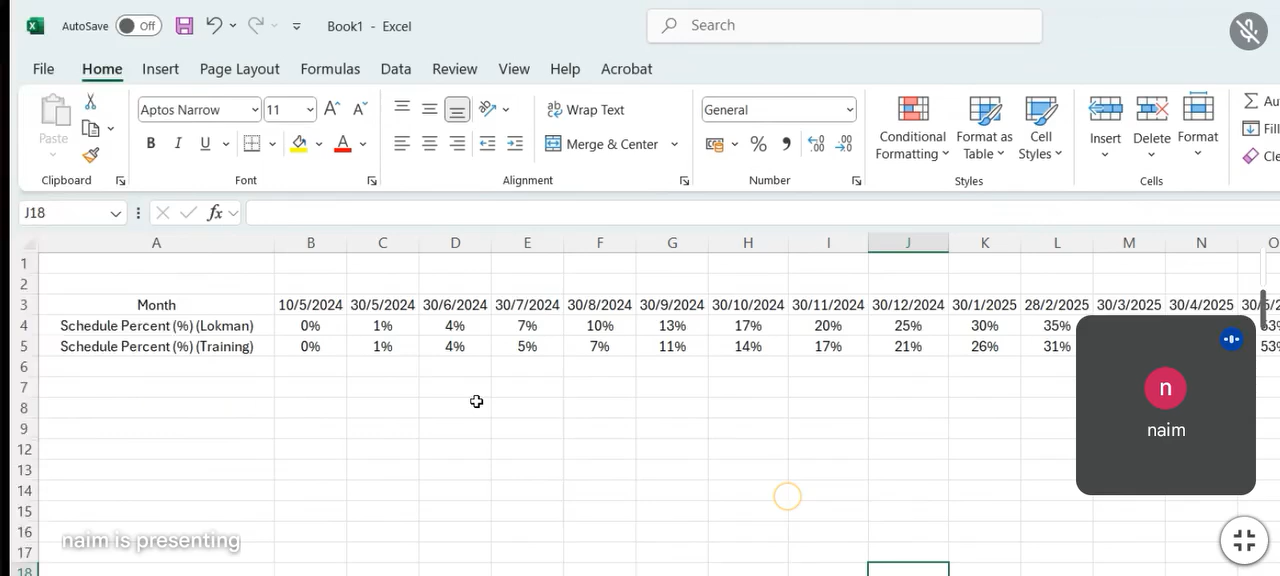 AutoSave Off Book1 - Excel Search
File Home Insert Page Layout Formulas Data Review View Help Acrobat
Paste
Clipboard
Aptos Narrow 11
B I U
Font
Wrap Text
Merge & Center
Alignment
General
%
Number
Conditional Formatting
Format as Table
Cell Styles
Styles
Insert Delete Format
Cells
J18 fx
A B C D E F G H I J K L M N O
1
2
3 Month 10/5/2024 30/5/2024 30/6/2024 30/7/2024 30/8/2024 30/9/2024 30/10/2024 30/11/2024 30/12/2024 30/1/2025 28/2/2025 30/3/2025 30/4/2025
4 Schedule Percent (%) (Lokman) 0% 1% 4% 7% 10% 13% 17% 20% 25% 30% 35%
5 Schedule Percent (%) (Training) 0% 1% 4% 5% 7% 11% 14% 17% 21% 26% 31% 53%
6
7
8
9
12
13
14
15
16
17
18
n
naim
naim is presenting